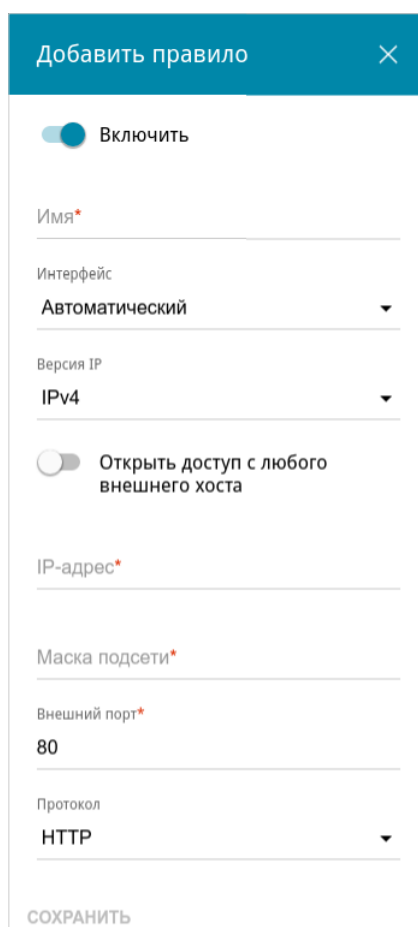 Добавить правило
Включить
Имя*
Интерфейс
Автоматический
Версия IP
IPv4
Открыть доступ с любого
внешнего хоста
IP-адрес*
Маска подсети*
Внешний порт*
80
Протокол
HTTP
СОХРАНИТЬ